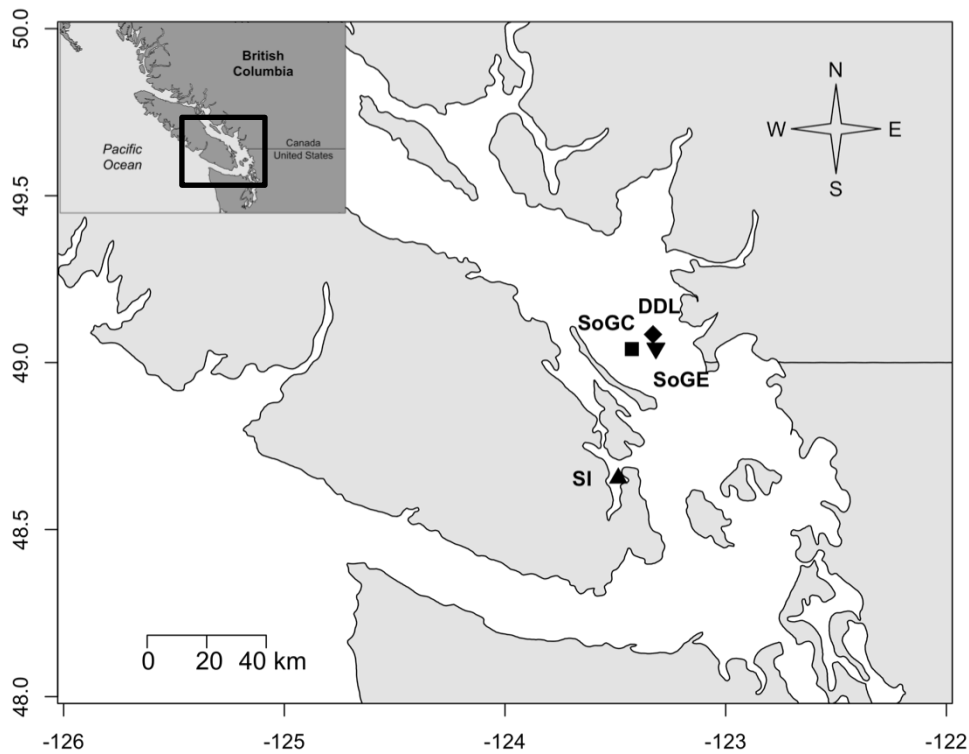 50.0
49.5
49.0
48.5
48.0
British
Columbia
Pacific
Ocean
Canada
United States
N
W E
S
DDL
SoGC
SoGE
SI
0 20 40 km
-126 -125 -124 -123 -122